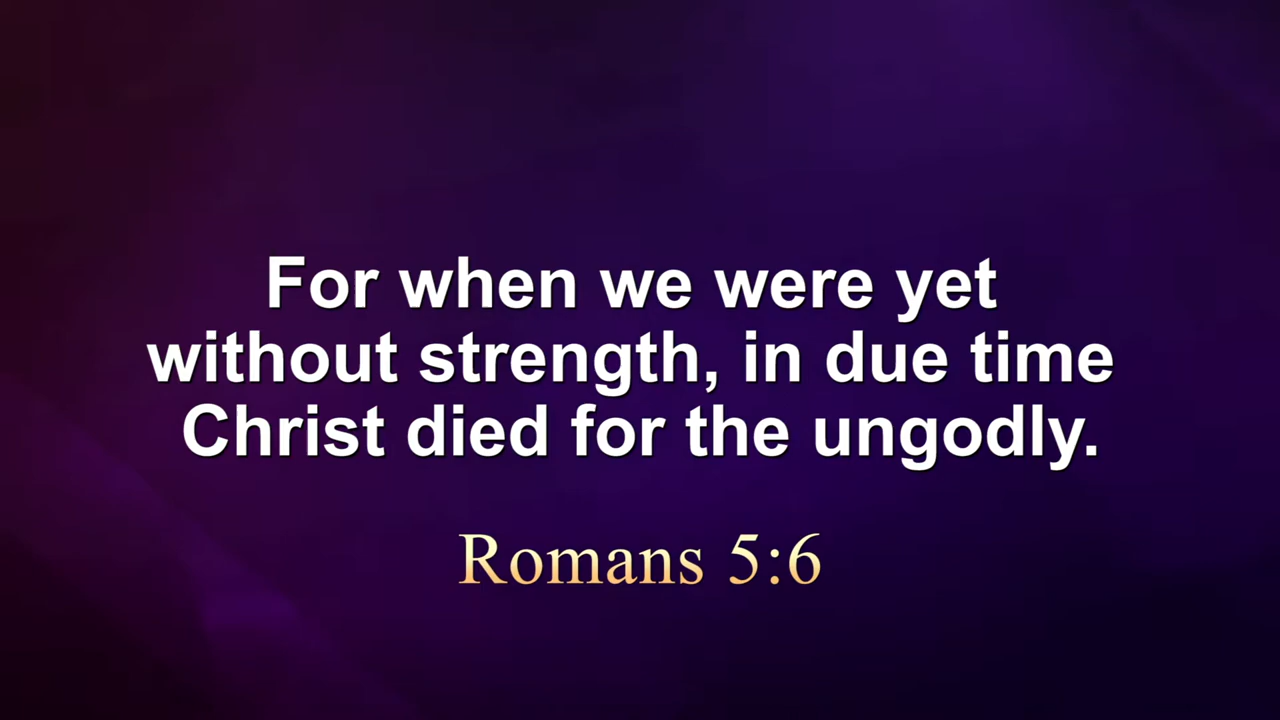 For when we were yet
without strength, in due time
Christ died for the ungodly.
Romans 5:6